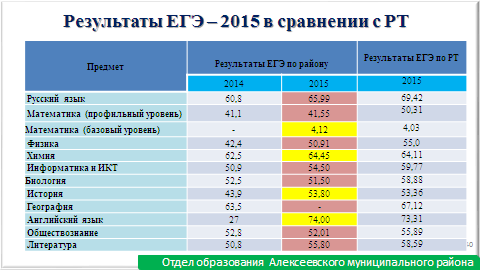 Результаты ЕГЭ – 2015 в сравнении с РТ
Предмет Результаты ЕГЭ по району Результаты ЕГЭ по РТ
2014 2015 2015
Русский язык 60,8 65,99 69,42
Математика (профильный уровень) 41,1 41,55 50,31
Математика (базовый уровень) - 4,12 4,03
Физика 42,4 50,91 55,0
Химия 62,5 64,45 64,11
Информатика и ИКТ 50,9 54,50 59,77
Биология 52,5 51,50 58,88
История 43,9 53,80 53,36
География 63,5 - 67,12
Английский язык 27 74,00 73,31
Обществознание 52,8 52,01 55,89
Литература 50,8 55,80 58,59
Отдел образования Алексеевского муниципального района